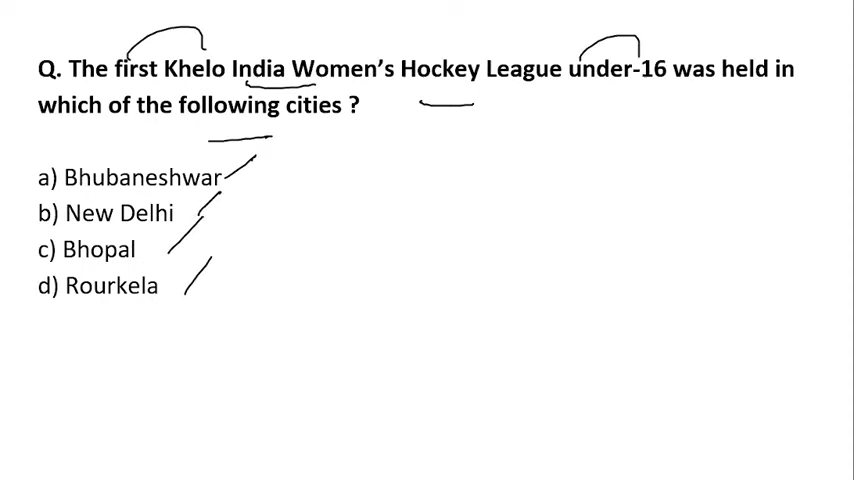 Q. The first Khelo India Women's Hockey League under-16 was held in
which of the following cities ?
a) Bhubaneshwar
b) New Delhi
c) Bhopal
d) Rourkela